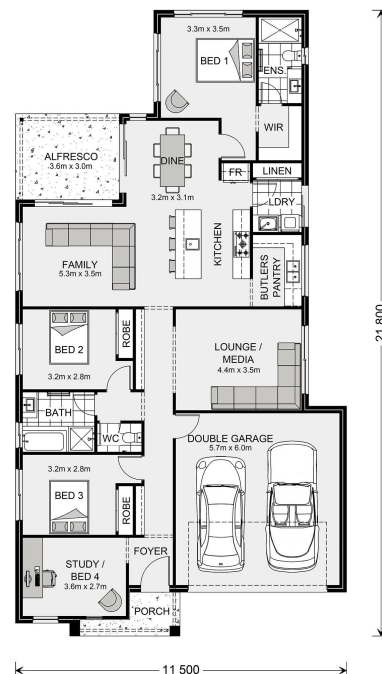 3.3m x 3.5m
BED 1
ENS.
WIR
ALFRESCO
3.6m x 3.0m
DINE
3.2m x 3.1m
FR
LINEN
LDRY
KITCHEN
FAMILY
5.3m x 3.5m
BUTLERS
PANTRY
BED 2
3.2m x 2.8m
ROBE
LOUNGE /
MEDIA
4.4m x 3.5m
BATH
WC
DOUBLE GARAGE
5.7m x 6.0m
3.2m x 2.8m
BED 3
ROBE
STUDY /
BED 4
3.6m x 2.7m
FOYER
PORCH
21 800
11 500